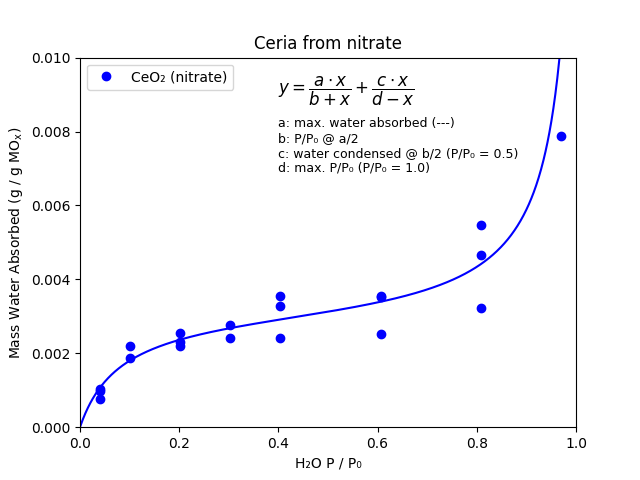 Ceria from nitrate
CeO₂ (nitrate)
y = a · x / b + x + c · x / d − x
a: max. water absorbed (---)
b: P/P₀ @ a/2
c: water condensed @ b/2 (P/P₀ = 0.5)
d: max. P/P₀ (P/P₀ = 1.0)
Mass Water Absorbed (g / g MOₓ)
0.010
0.008
0.006
0.004
0.002
0.000
0.0 0.2 0.4 0.6 0.8 1.0
H₂O P / P₀